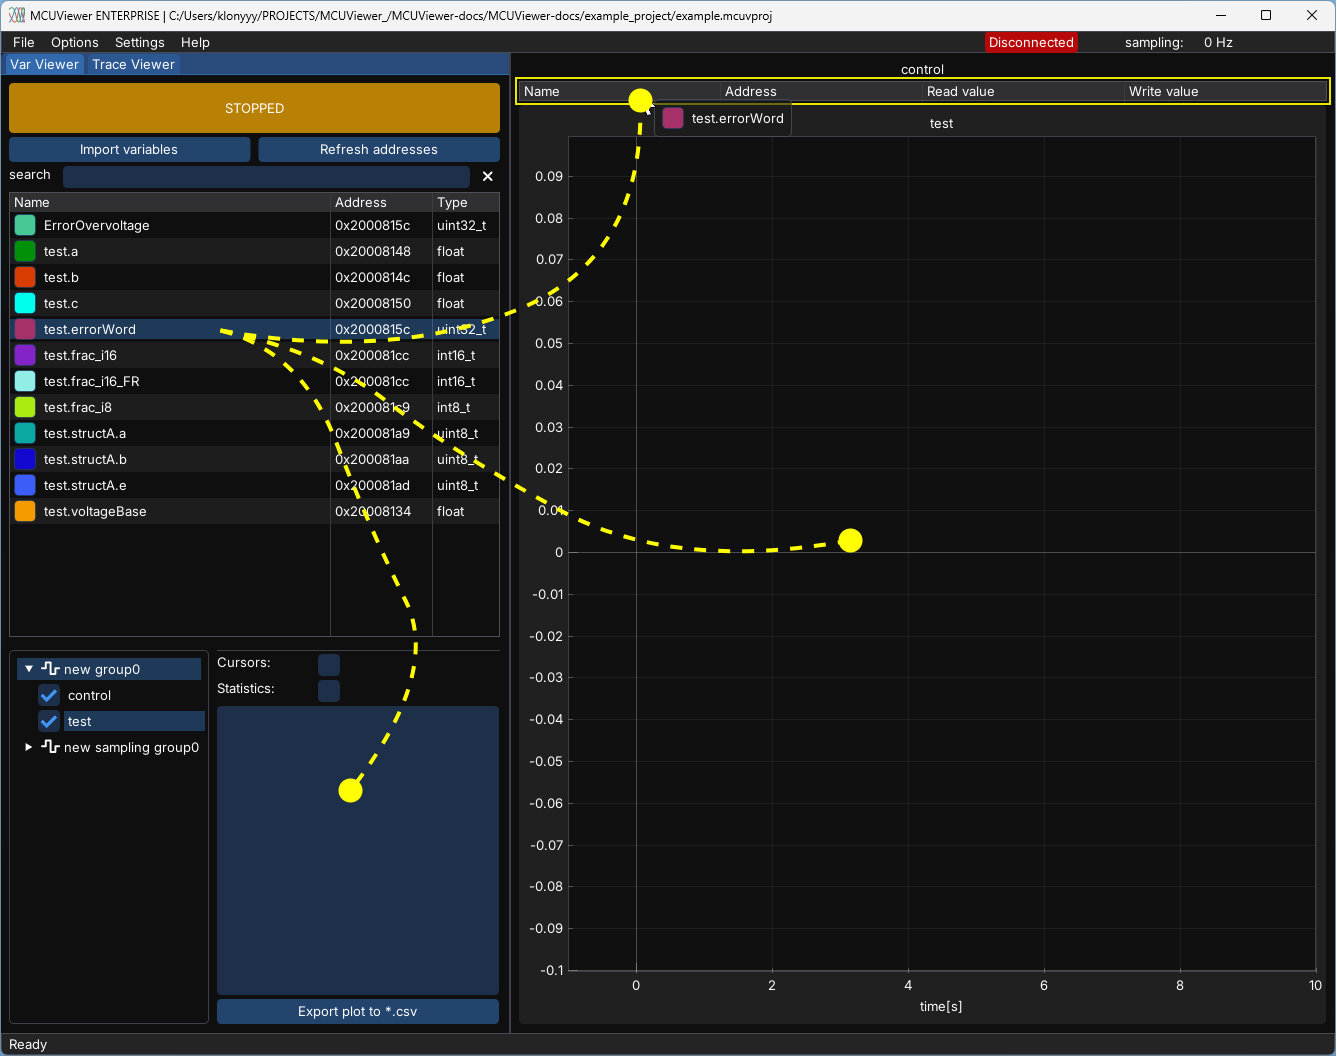 MCUViewer ENTERPRISE | C:/Users/klonyyy/PROJECTS/MCUViewer_/MCUViewer-docs/MCUViewer-docs/example_project/example.mcuvproj
File Options Settings Help Disconnected sampling: 0 Hz
Var Viewer Trace Viewer
STOPPED
Import variables Refresh addresses
search
Name Address Type
ErrorOvervoltage 0x2000815c uint32_t
test.a 0x20008148 float
test.b 0x2000814c float
test.c 0x20008150 float
test.errorWord 0x2000815c uint32_t
test.frac_i16 0x200081cc int16_t
test.frac_i16_FR 0x200081cc int16_t
test.frac_i8 0x200081c9 int8_t
test.structA.a 0x200081a9 uint8_t
test.structA.b 0x200081aa uint8_t
test.structA.e 0x200081ad uint8_t
test.voltageBase 0x20008134 float
new group0
control
test
new sampling group0
Cursors:
Statistics:
Export plot to *.csv
control
Name Address Read value Write value
test.errorWord
test
0.09
0.08
0.07
0.06
0.05
0.04
0.03
0.02
0.01
0
-0.01
-0.02
-0.03
-0.04
-0.05
-0.06
-0.07
-0.08
-0.09
-0.1
0 2 4 6 8 10
time[s]
Ready